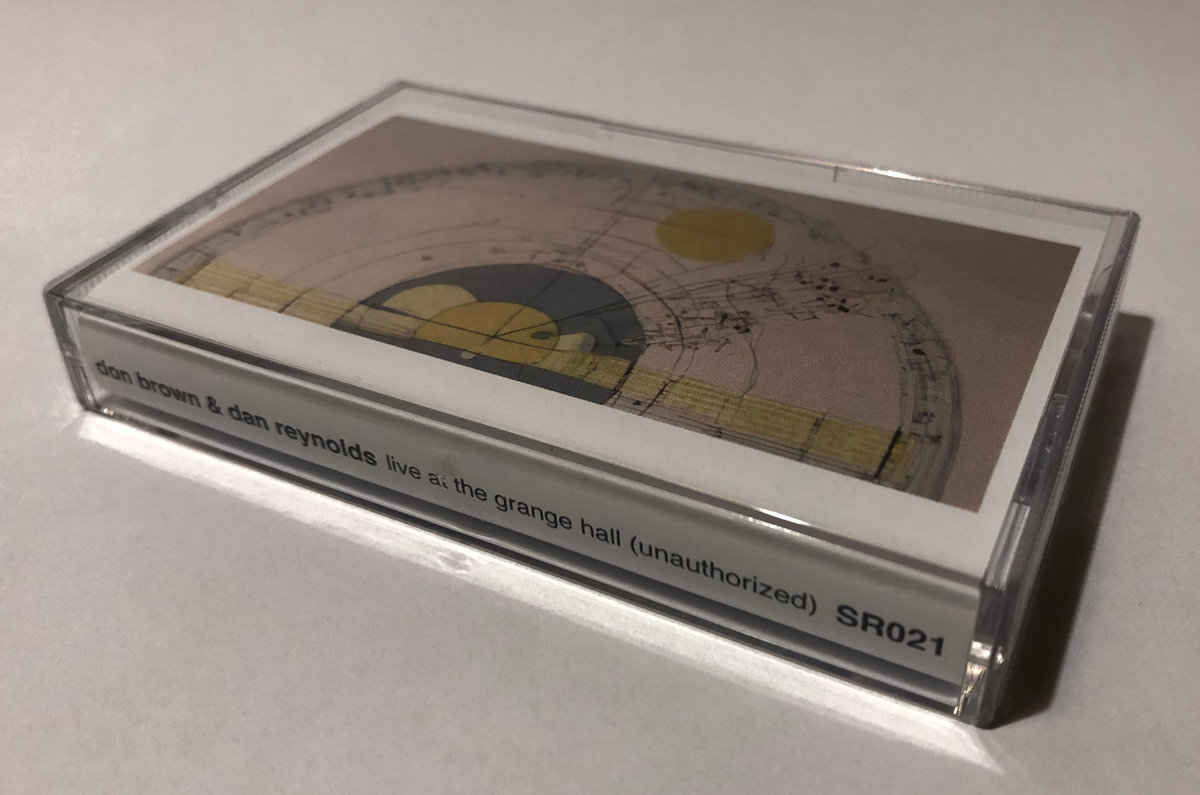 don brown & dan reynolds live at the grange hall (unauthorized) SR021